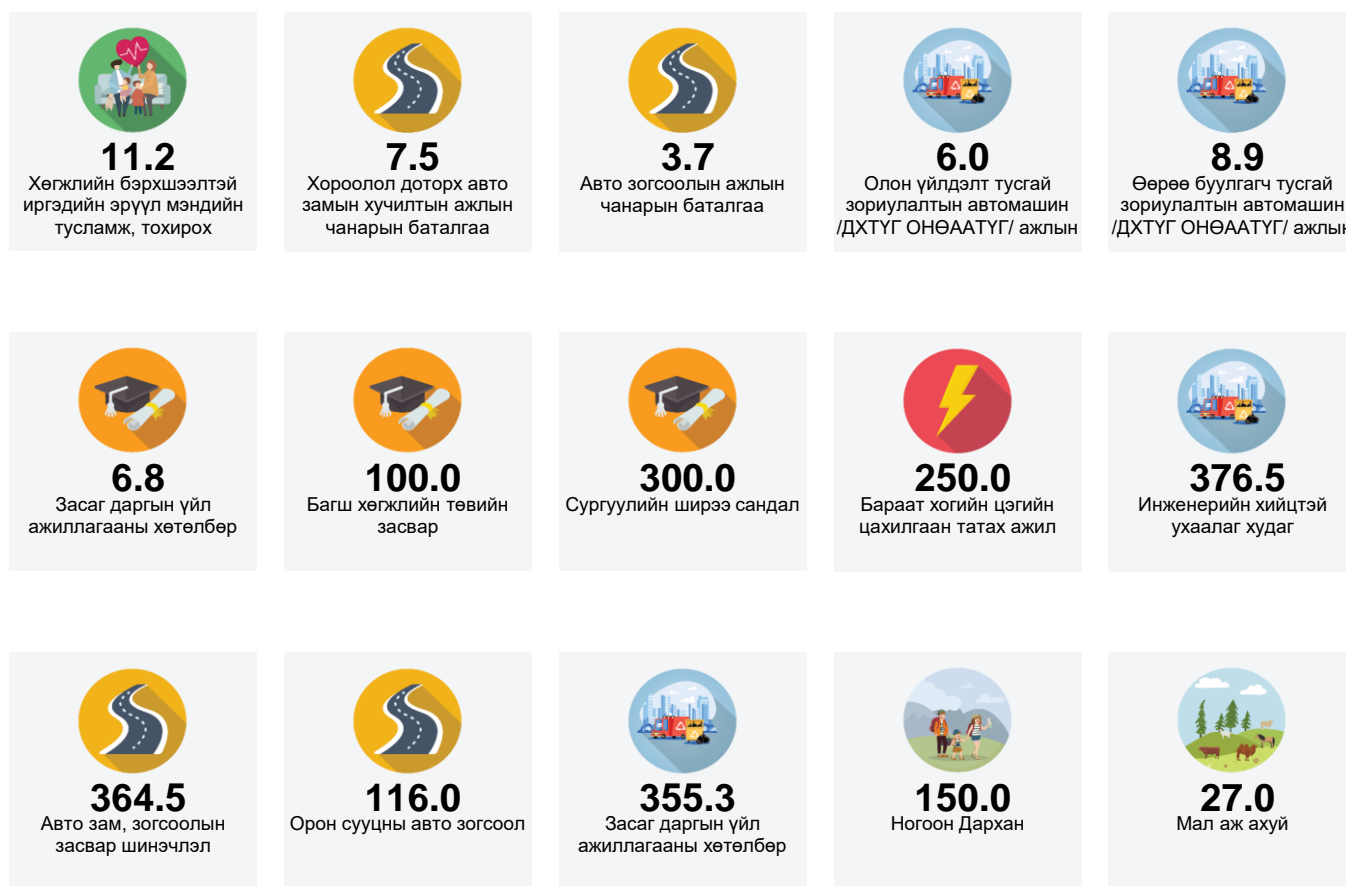 11.2
Хөгжлийн бэрхшээлтэй
иргэдийн эрүүл мэндийн
тусламж, тохирох
7.5
Хороолол доторх авто
замын хучилтын ажлын
чанарын баталгаа
3.7
Авто зогсоолын ажлын
чанарын баталгаа
6.0
Олон үйлдэлт тусгай
зориулалтын автомашин
/ДХТҮГ ОНӨААТҮГ/ ажлын
8.9
Өөрөө буулгагч тусгай
зориулалтын автомашин
/ДХТҮГ ОНӨААТҮГ/
6.8
Засаг даргын үйл
ажиллагааны хөтөлбөр
100.0
Багш хөгжлийн төвийн
засвар
300.0
Сургуулийн ширээ сандал
250.0
Бараат хогийн цэгийн
цахилгаан татах ажил
376.5
Инженерийн хийцтэй
ухаалаг худаг
364.5
Авто зам, зогсоолын
засвар шинэчлэл
116.0
Орон сууцны авто зогсоол
355.3
Засаг даргын үйл
ажиллагааны хөтөлбөр
150.0
Ногоон Дархан
27.0
Мал аж ахуй